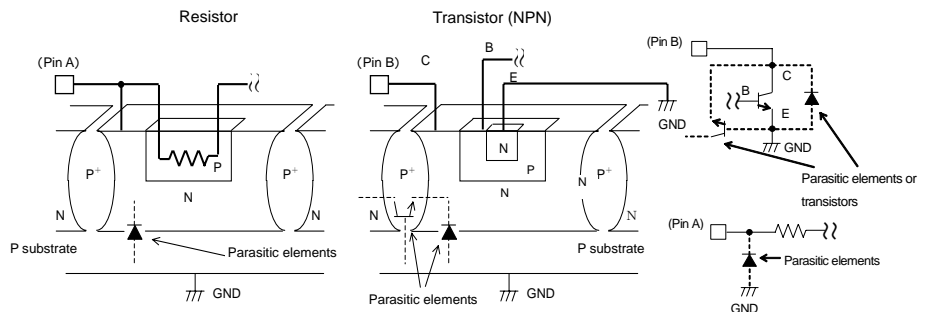 Resistor
Transistor (NPN)
(Pin A)
P+
N
P
N
P+
N
P substrate
Parasitic elements
GND
(Pin B)
C
B
E
GND
P+
N
N
P
N
N
P+
N
P substrate
Parasitic elements
GND
(Pin B)
C
B
E
GND
Parasitic elements or
transistors
(Pin A)
Parasitic elements
GND